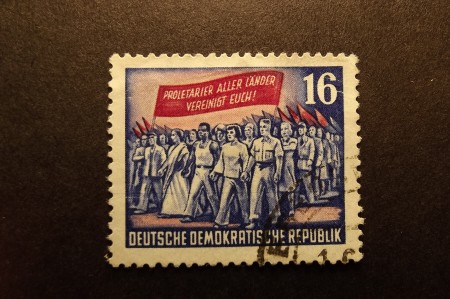 PROLETARIER ALLER LÄNDER
VEREINIGT EUCH!
16
DEUTSCHE DEMOKRATISCHE REPUBLIK